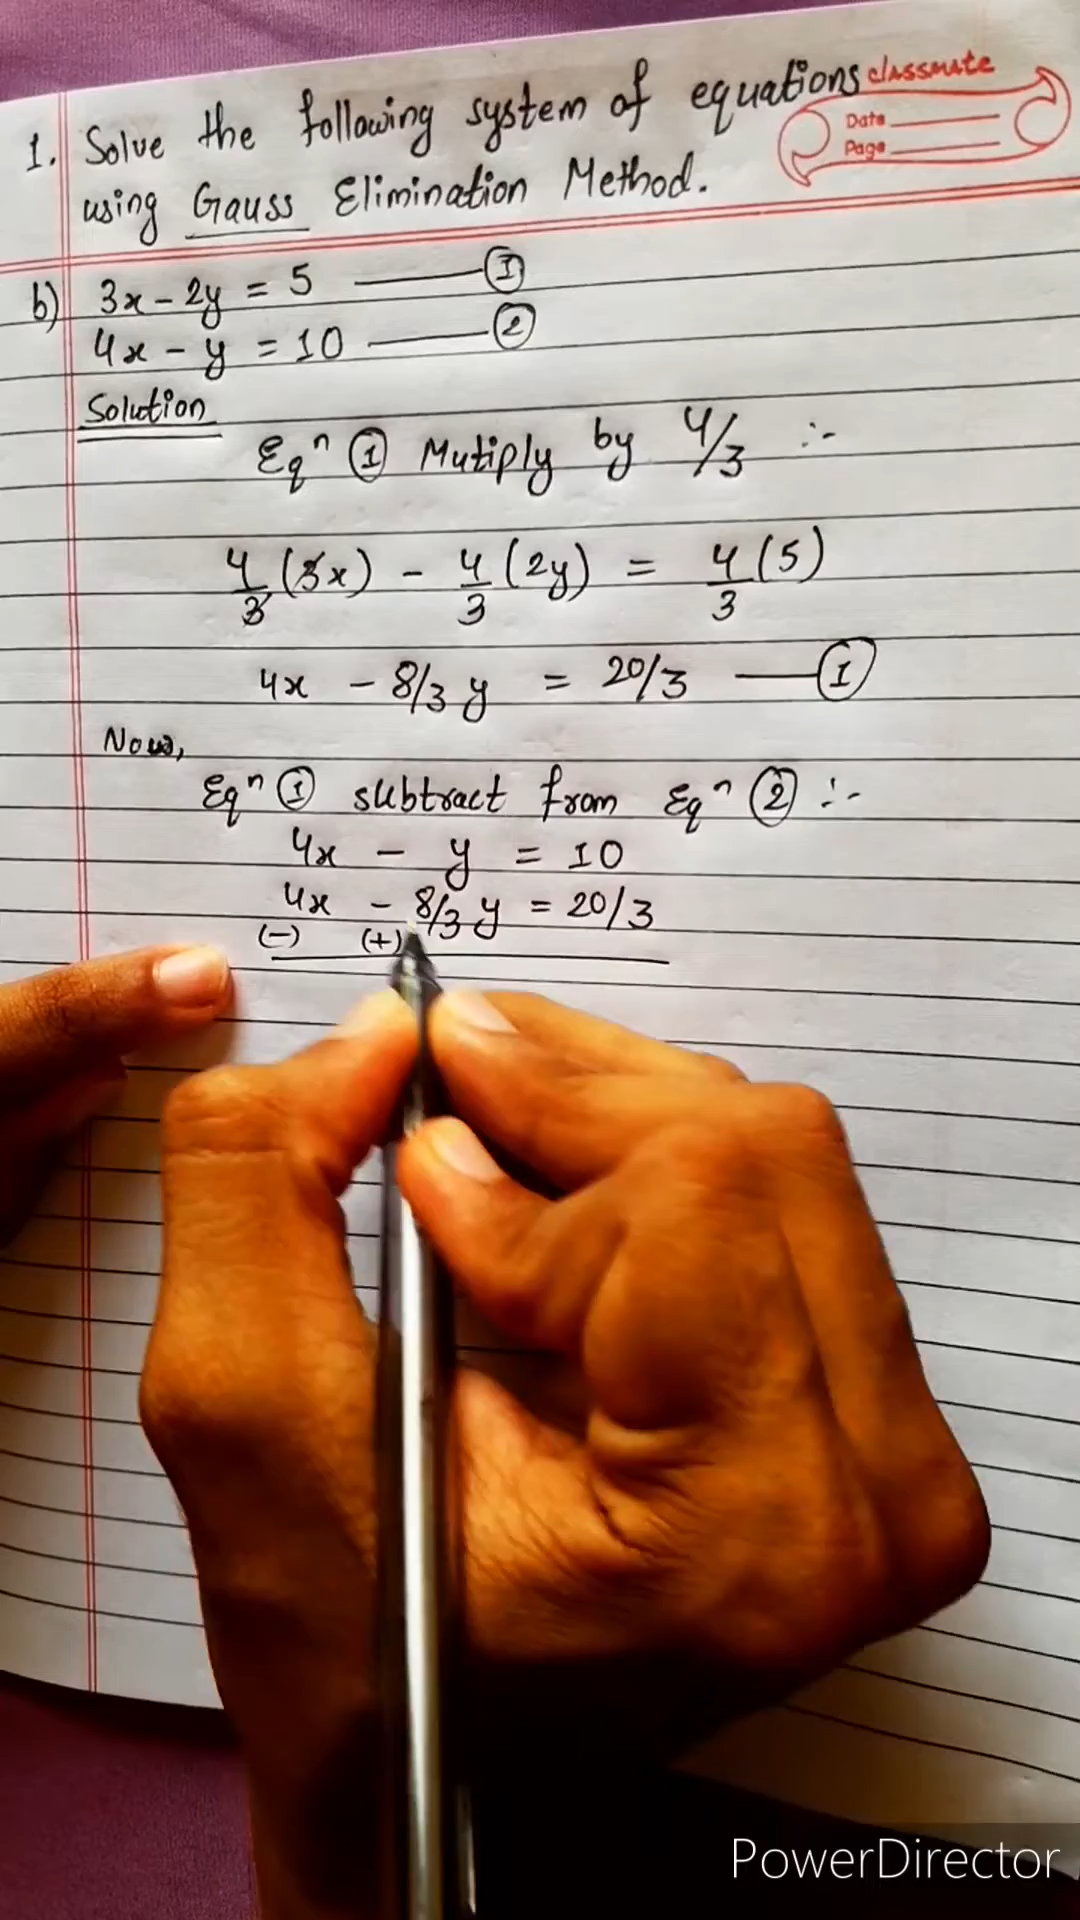 1. Solve the following system of equations
classmate
Date
Page
using Gauss Elimination Method.
b) 3x - 2y = 5 —— ①
4x - y = 10 —— ②
Solution
Eqⁿ ① Mutiply by 4/3 :-
4/3 (3x) - 4/3 (2y) = 4/3 (5)
4x - 8/3 y = 20/3 —— ①
Now,
Eqⁿ ① subtract from Eqⁿ ② :-
4x - y = 10
4x - 8/3 y = 20/3
(-) (+)
PowerDirector